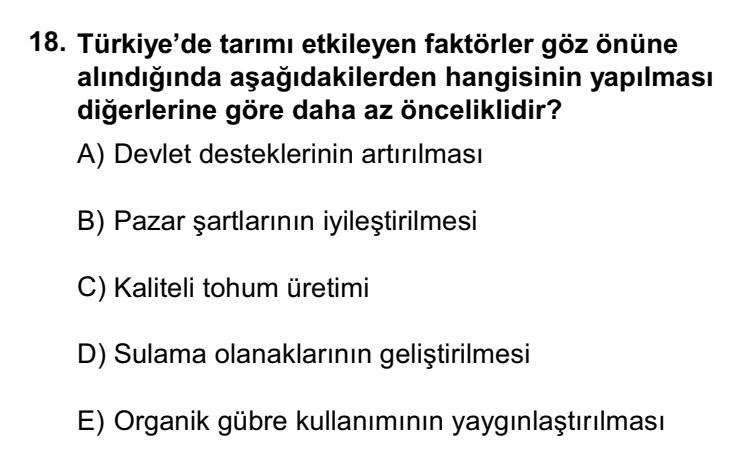 18. Türkiye’de tarımı etkileyen faktörler göz önüne
alındığında aşağıdakilerden hangisinin yapılması
diğerlerine göre daha az önceliklidir?
A) Devlet desteklerinin artırılması
B) Pazar şartlarının iyileştirilmesi
C) Kaliteli tohum üretimi
D) Sulama olanaklarının geliştirilmesi
E) Organik gübre kullanımının yaygınlaştırılması